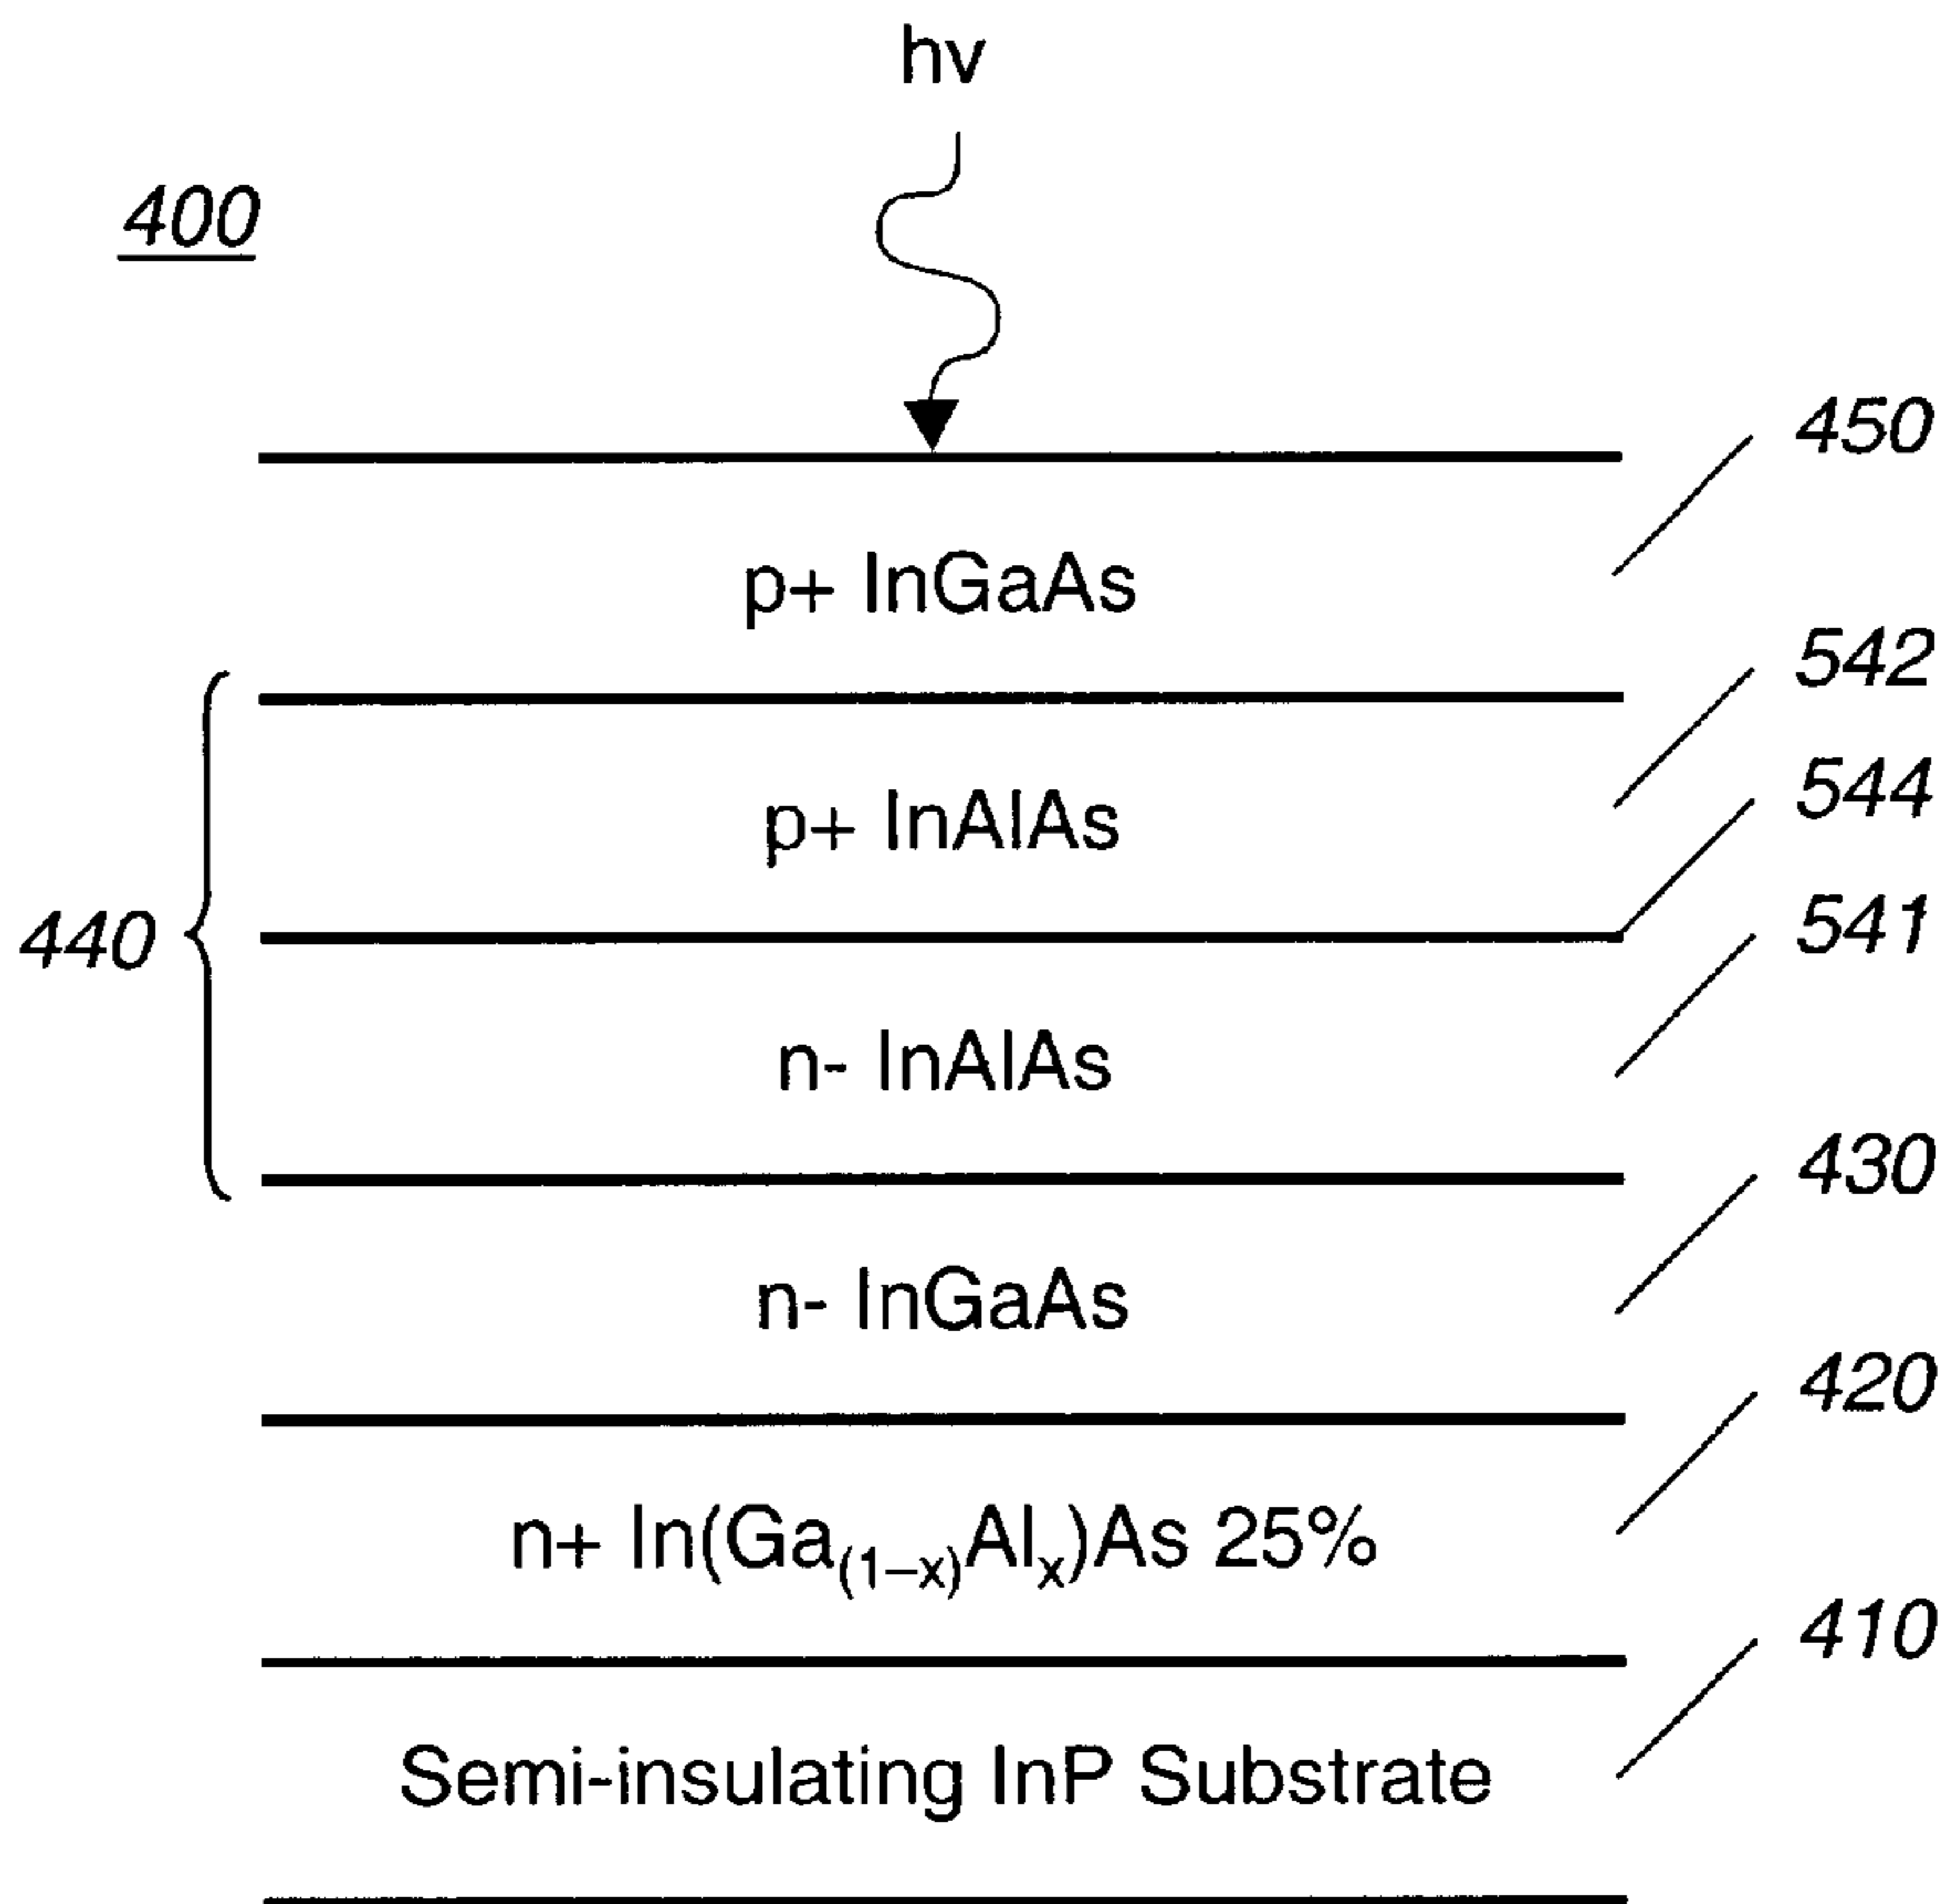 hv
400
450
p+ InGaAs
542
p+ InAlAs
544
440
541
n- InAlAs
430
n- InGaAs
420
n+ In(Ga(1–x)Alx)As 25%
410
Semi-insulating InP Substrate